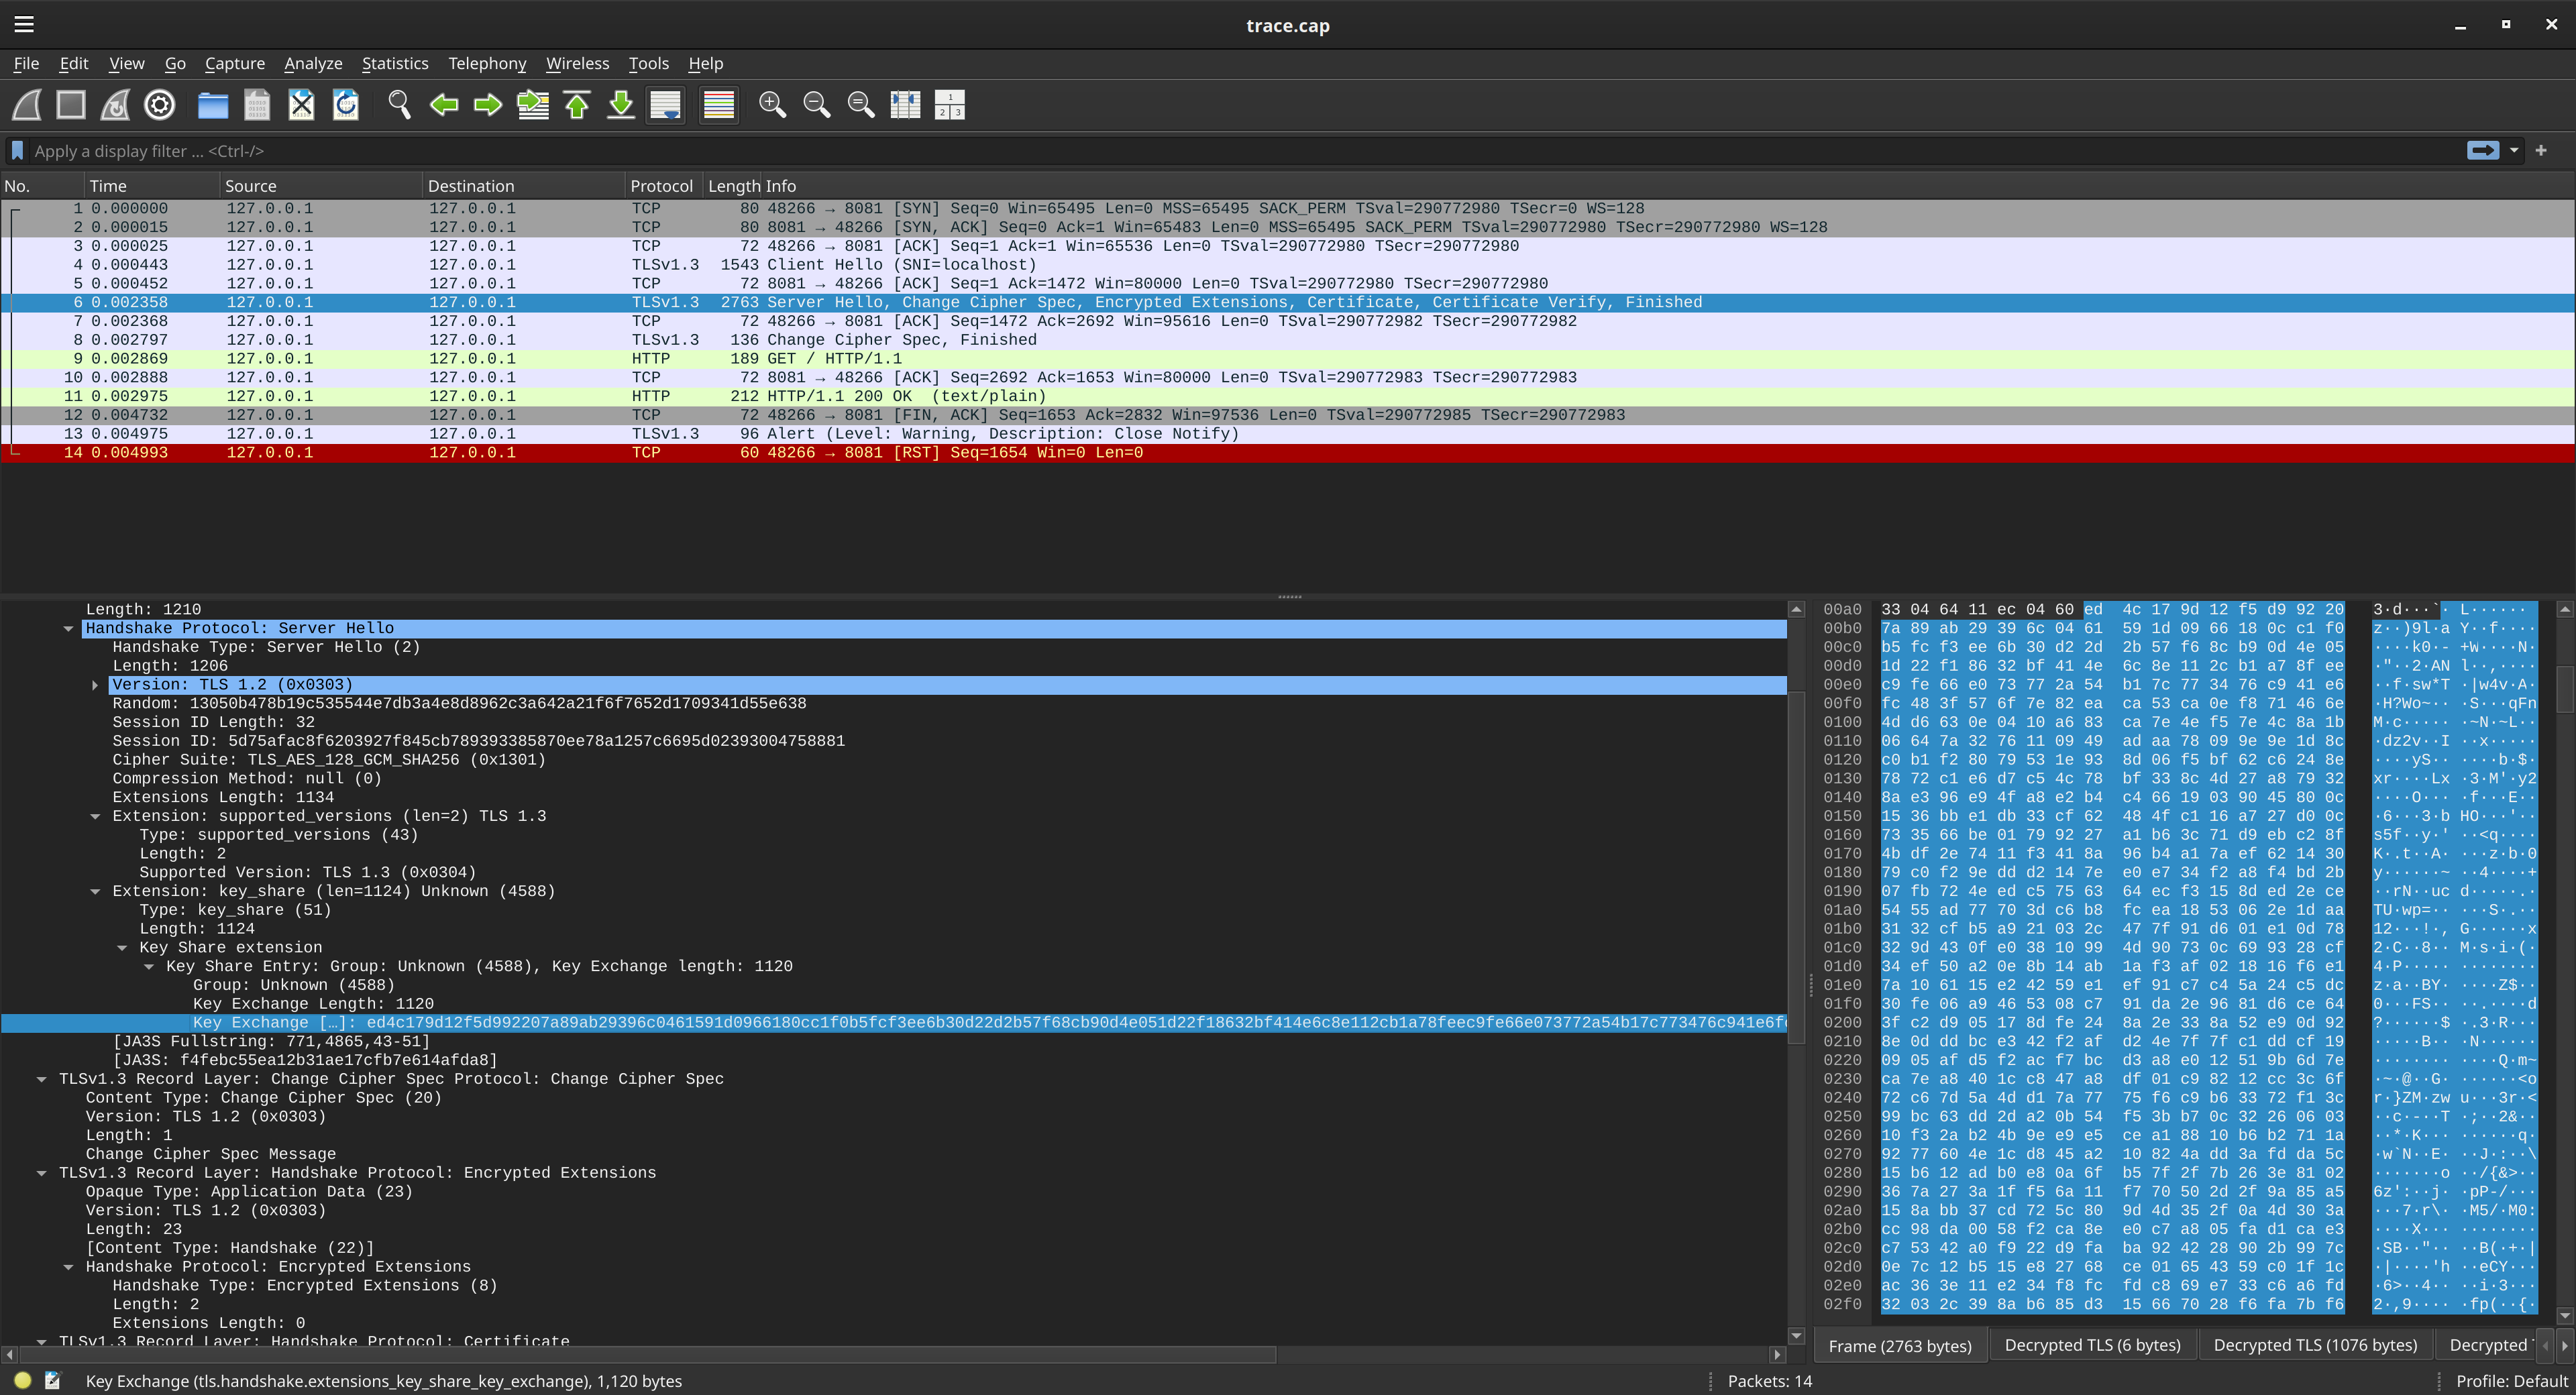 trace.cap
File Edit View Go Capture Analyze Statistics Telephony Wireless Tools Help
Apply a display filter ... <Ctrl-/>
No. Time Source Destination Protocol Length Info
1 0.000000 127.0.0.1 127.0.0.1 TCP 80 48266 → 8081 [SYN] Seq=0 Win=65495 Len=0 MSS=65495 SACK_PERM TSval=290772980 TSecr=0 WS=128
2 0.000015 127.0.0.1 127.0.0.1 TCP 80 8081 → 48266 [SYN, ACK] Seq=0 Ack=1 Win=65483 Len=0 MSS=65495 SACK_PERM TSval=290772980 TSecr=290772980 WS=128
3 0.000025 127.0.0.1 127.0.0.1 TCP 72 48266 → 8081 [ACK] Seq=1 Ack=1 Win=65536 Len=0 TSval=290772980 TSecr=290772980
4 0.000443 127.0.0.1 127.0.0.1 TLSv1.3 1543 Client Hello (SNI=localhost)
5 0.000452 127.0.0.1 127.0.0.1 TCP 72 8081 → 48266 [ACK] Seq=1 Ack=1472 Win=80000 Len=0 TSval=290772980 TSecr=290772980
6 0.002358 127.0.0.1 127.0.0.1 TLSv1.3 2763 Server Hello, Change Cipher Spec, Encrypted Extensions, Certificate, Certificate Verify, Finished
7 0.002368 127.0.0.1 127.0.0.1 TCP 72 48266 → 8081 [ACK] Seq=1472 Ack=2692 Win=95616 Len=0 TSval=290772982 TSecr=290772982
8 0.002797 127.0.0.1 127.0.0.1 TLSv1.3 136 Change Cipher Spec, Finished
9 0.002869 127.0.0.1 127.0.0.1 HTTP 189 GET / HTTP/1.1
10 0.002888 127.0.0.1 127.0.0.1 TCP 72 8081 → 48266 [ACK] Seq=2692 Ack=1653 Win=80000 Len=0 TSval=290772983 TSecr=290772983
11 0.002975 127.0.0.1 127.0.0.1 HTTP 212 HTTP/1.1 200 OK (text/plain)
12 0.004732 127.0.0.1 127.0.0.1 TCP 72 48266 → 8081 [FIN, ACK] Seq=1653 Ack=2832 Win=97536 Len=0 TSval=290772985 TSecr=290772983
13 0.004975 127.0.0.1 127.0.0.1 TLSv1.3 96 Alert (Level: Warning, Description: Close Notify)
14 0.004993 127.0.0.1 127.0.0.1 TCP 60 48266 → 8081 [RST] Seq=1654 Win=0 Len=0
Length: 1210
Handshake Protocol: Server Hello
Handshake Type: Server Hello (2)
Length: 1206
Version: TLS 1.2 (0x0303)
Random: 13050b478b19c535544e7db3a4e8d8962c3a642a21f6f7652d1709341d55e638
Session ID Length: 32
Session ID: 5d75afac8f6203927f845cb789393385870ee78a1257c6695d02393004758881
Cipher Suite: TLS_AES_128_GCM_SHA256 (0x1301)
Compression Method: null (0)
Extensions Length: 1134
Extension: supported_versions (len=2) TLS 1.3
Type: supported_versions (43)
Length: 2
Supported Version: TLS 1.3 (0x0304)
Extension: key_share (len=1124) Unknown (4588)
Type: key_share (51)
Length: 1124
Key Share extension
Key Share Entry: Group: Unknown (4588), Key Exchange length: 1120
Group: Unknown (4588)
Key Exchange Length: 1120
Key Exchange […]: ed4c179d12f5d992207a89ab29396c0461591d0966180cc1f0b5fcf3ee6b30d22d2b57f68cb90d4e051d22f18632bf414e6c8e112cb1a78feec9fe66e073772a54b17c773476c941e6f
[JA3S Fullstring: 771,4865,43-51]
[JA3S: f4febc55ea12b31ae17cfb7e614afda8]
TLSv1.3 Record Layer: Change Cipher Spec Protocol: Change Cipher Spec
Content Type: Change Cipher Spec (20)
Version: TLS 1.2 (0x0303)
Length: 1
Change Cipher Spec Message
TLSv1.3 Record Layer: Handshake Protocol: Encrypted Extensions
Opaque Type: Application Data (23)
Version: TLS 1.2 (0x0303)
Length: 23
[Content Type: Handshake (22)]
Handshake Protocol: Encrypted Extensions
Handshake Type: Encrypted Extensions (8)
Length: 2
Extensions Length: 0
TLSv1.3 Record Layer: Handshake Protocol: Certificate
00a0 33 04 64 11 ec 04 60 ed 4c 17 9d 12 f5 d9 92 20
00b0 7a 89 ab 29 39 6c 04 61 59 1d 09 66 18 0c c1 f0
00c0 b5 fc f3 ee 6b 30 d2 2d 2b 57 f6 8c b9 0d 4e 05
00d0 1d 22 f1 86 32 bf 41 4e 6c 8e 11 2c b1 a7 8f ee
00e0 c9 fe 66 e0 73 77 2a 54 b1 7c 77 34 76 c9 41 e6
00f0 fc 48 3f 57 6f 7e 82 ea ca 53 ca 0e f8 71 46 6e
0100 4d d6 63 0e 04 10 a6 83 ca 7e 4e f5 7e 4c 8a 1b
0110 06 64 7a 32 76 11 09 49 ad aa 78 09 9e 9e 1d 8c
0120 c0 b1 f2 80 79 53 1e 93 8d 06 f5 bf 62 c6 24 8e
0130 78 72 c1 e6 d7 c5 4c 78 bf 33 8c 4d 27 a8 79 32
0140 8a e3 96 e9 4f a8 e2 b4 c4 66 19 03 90 45 80 0c
0150 15 36 bb e1 db 33 cf 62 48 4f c1 16 a7 27 d0 0c
0160 73 35 66 be 01 79 92 27 a1 b6 3c 71 d9 eb c2 8f
0170 4b df 2e 74 11 f3 41 8a 96 b4 a1 7a ef 62 14 30
0180 79 c0 f2 9e dd d2 14 7e e0 e7 34 f2 a8 f4 bd 2b
0190 07 fb 72 4e ed c5 75 63 64 ec f3 15 8d ed 2e ce
01a0 54 55 ad 77 70 3d c6 b8 fc ea 18 53 06 2e 1d aa
01b0 31 32 cf b5 a9 21 03 2c 47 7f 91 d6 01 e1 0d 78
01c0 32 9d 43 0f e0 38 10 99 4d 90 73 0c 69 93 28 cf
01d0 34 ef 50 a2 0e 8b 14 ab 1a f3 af 02 18 16 f6 e1
01e0 7a 10 61 15 e2 42 59 e1 ef 91 c7 c4 5a 24 c5 dc
01f0 30 fe 06 a9 46 53 08 c7 91 da 2e 96 81 d6 ce 64
0200 3f c2 d9 05 17 8d fe 24 8a 2e 33 8a 52 e9 0d 92
0210 8e 0d dd bc e3 42 f2 af d2 4e 7f 7f c1 dd cf 19
0220 09 05 af d5 f2 ac f7 bc d3 a8 e0 12 51 9b 6d 7e
0230 ca 7e a8 40 1c c8 47 a8 df 01 c9 82 12 cc 3c 6f
0240 72 c6 7d 5a 4d d1 7a 77 75 f6 c9 b6 33 72 f1 3c
0250 99 bc 63 dd 2d a2 0b 54 f5 3b b7 0c 32 26 06 03
0260 10 f3 2a b2 4b 9e e9 e5 ce a1 88 10 b6 b2 71 1a
0270 92 77 60 4e 1c d8 45 a2 10 82 4a dd 3a fd da 5c
0280 15 b6 12 ad b0 e8 0a 6f b5 7f 2f 7b 26 3e 81 02
0290 36 7a 27 3a 1f f5 6a 11 f7 70 50 2d 2f 9a 85 a5
02a0 15 8a bb 37 cd 72 5c 80 9d 4d 35 2f 0a 4d 30 3a
02b0 cc 98 da 00 58 f2 ca 8e e0 c7 a8 05 fa d1 ca e3
02c0 c7 53 42 a0 f9 22 d9 fa ba 92 42 28 90 2b 99 7c
02d0 0e 7c 12 b5 15 e8 27 68 ce 01 65 43 59 c0 1f 1c
02e0 ac 36 3e 11 e2 34 f8 fc fd c8 69 e7 33 c6 a6 fd
02f0 32 03 2c 39 8a b6 85 d3 15 66 70 28 f6 fa 7b f6
Frame (2763 bytes) Decrypted TLS (6 bytes) Decrypted TLS (1076 bytes) Decrypted
Key Exchange (tls.handshake.extensions_key_share_key_exchange), 1,120 bytes
Packets: 14
Profile: Default